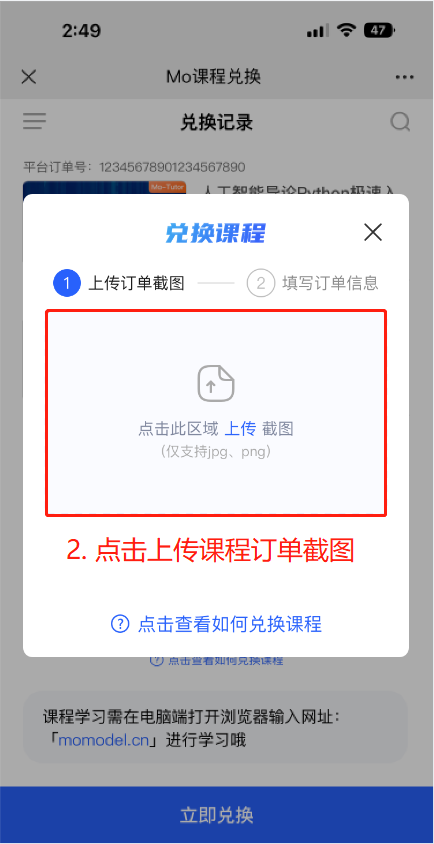 2:49
47
Mo课程兑换
兑换记录
平台订单号：12345678901234567890
Mo-Tutor
人工智能导论Python极速入
兑换课程
1 上传订单截图
2 填写订单信息
点击此区域 上传 截图
（仅支持jpg、png）
2. 点击上传课程订单截图
? 点击查看如何兑换课程
? 点击查看如何兑换课程
课程学习需在电脑端打开浏览器输入网址：
「momodel.cn」进行学习哦
立即兑换